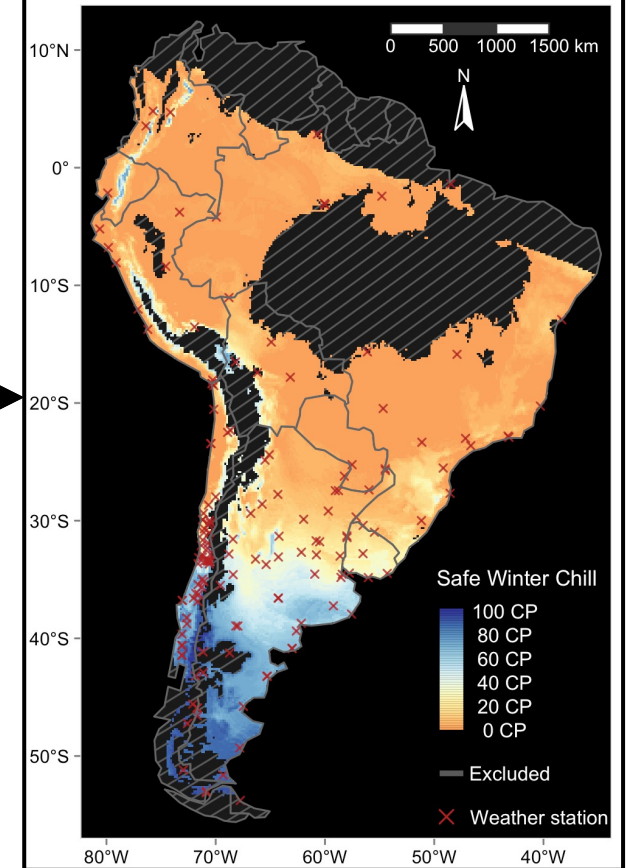 0 500 1000 1500 km
N
10°N
0°
10°S
20°S
30°S
40°S
50°S
Safe Winter Chill
100 CP
80 CP
60 CP
40 CP
20 CP
0 CP
Excluded
Weather station
80°W 70°W 60°W 50°W 40°W